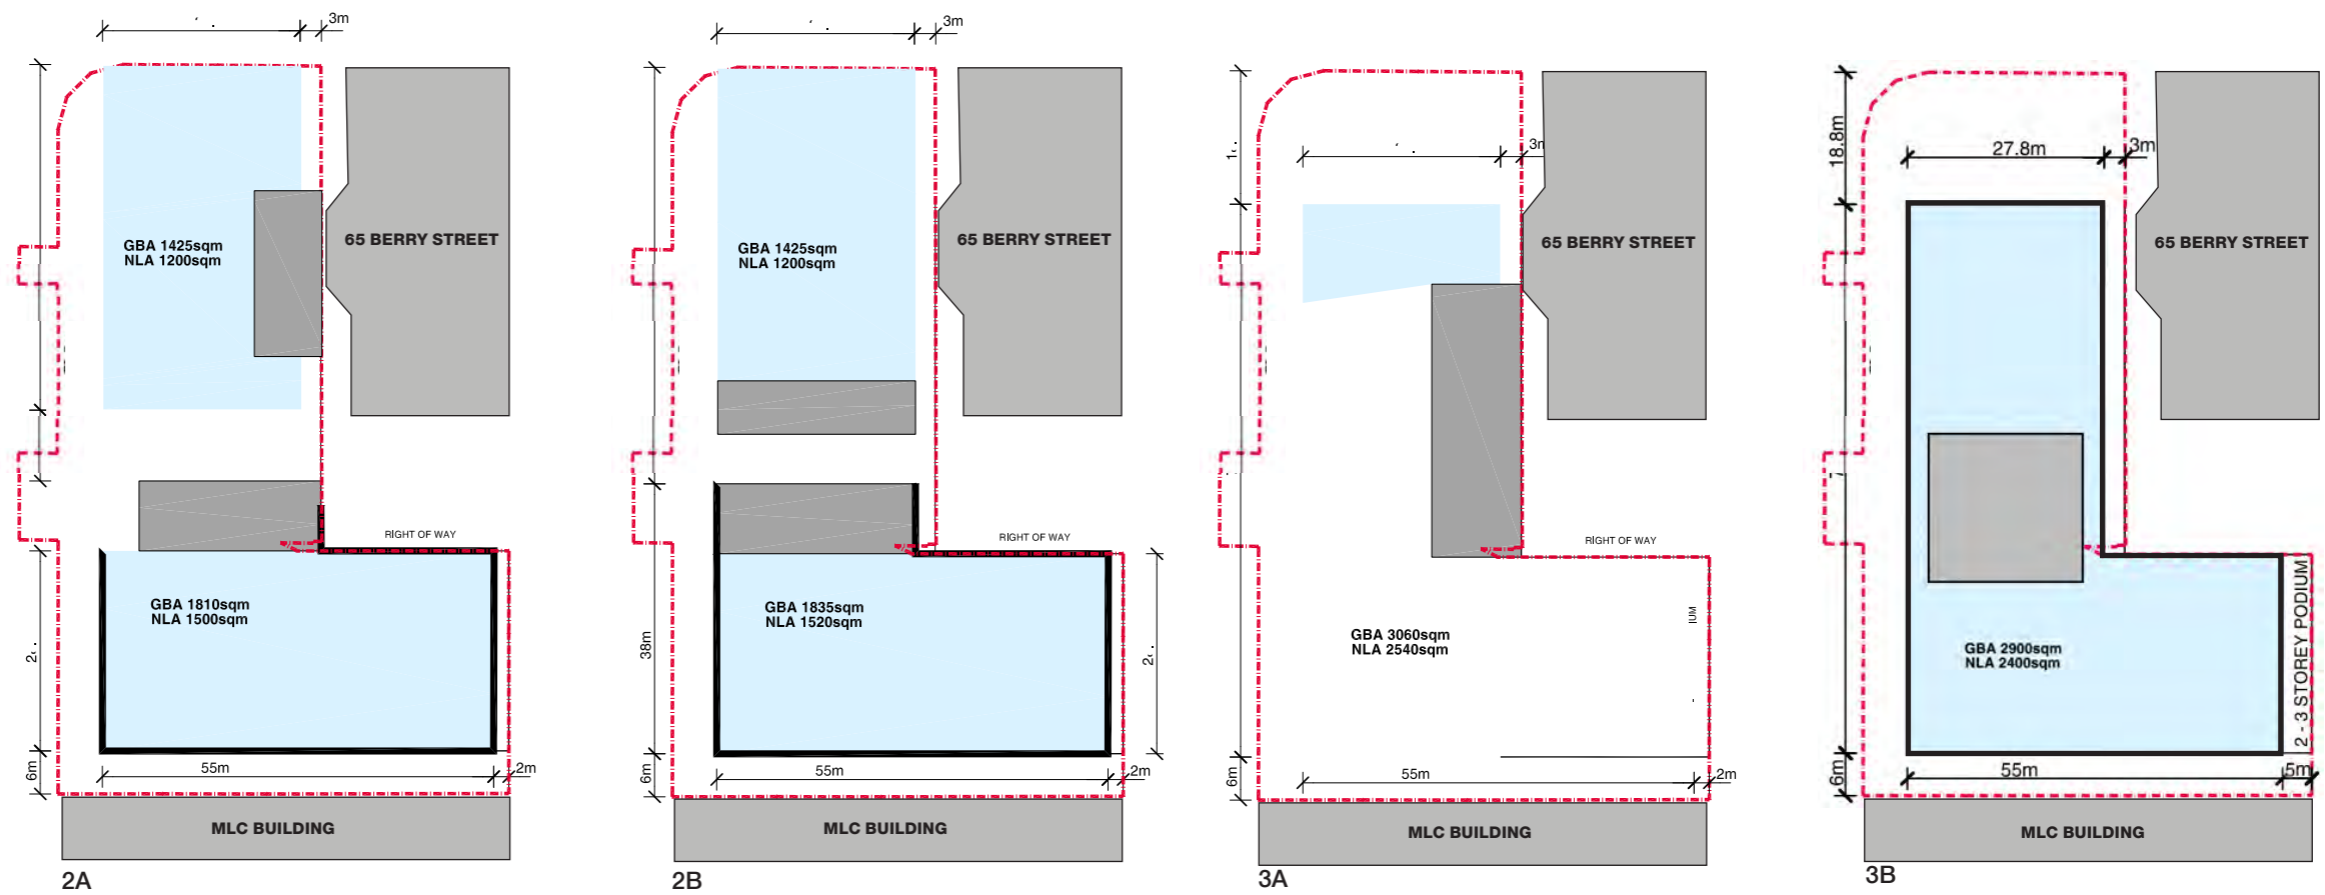 3m
65 BERRY STREET
GBA 1425sqm
NLA 1200sqm
RIGHT OF WAY
GBA 1810sqm
NLA 1500sqm
6m
55m
2m
MLC BUILDING
2A
3m
65 BERRY STREET
GBA 1425sqm
NLA 1200sqm
RIGHT OF WAY
GBA 1835sqm
NLA 1520sqm
38m
6m
55m
2m
MLC BUILDING
2B
65 BERRY STREET
RIGHT OF WAY
GBA 3060sqm
NLA 2540sqm
6m
55m
2m
MLC BUILDING
3A
18.8m
27.8m
3m
65 BERRY STREET
GBA 2900sqm
NLA 2400sqm
2 - 3 STOREY PODIUM
6m
55m
5m
MLC BUILDING
3B